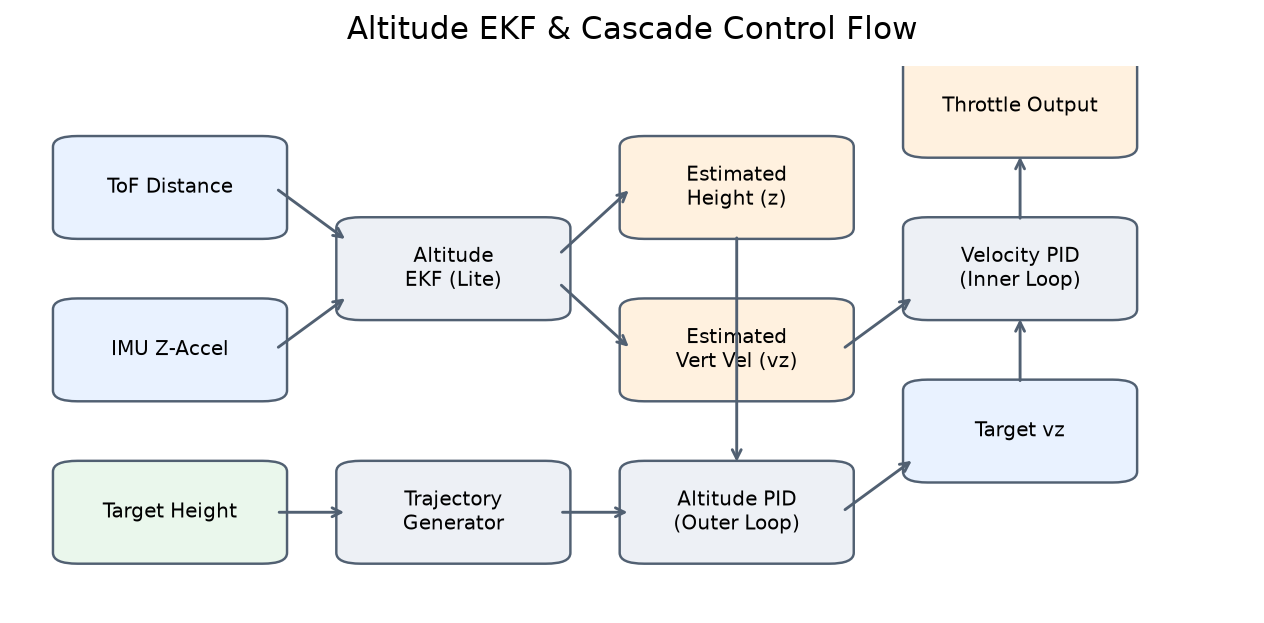 Altitude EKF & Cascade Control Flow
Throttle Output
ToF Distance
Estimated
Height (z)
Altitude
EKF (Lite)
Velocity PID
(Inner Loop)
IMU Z-Accel
Estimated
Vert Vel (vz)
Target vz
Target Height
Trajectory
Generator
Altitude PID
(Outer Loop)